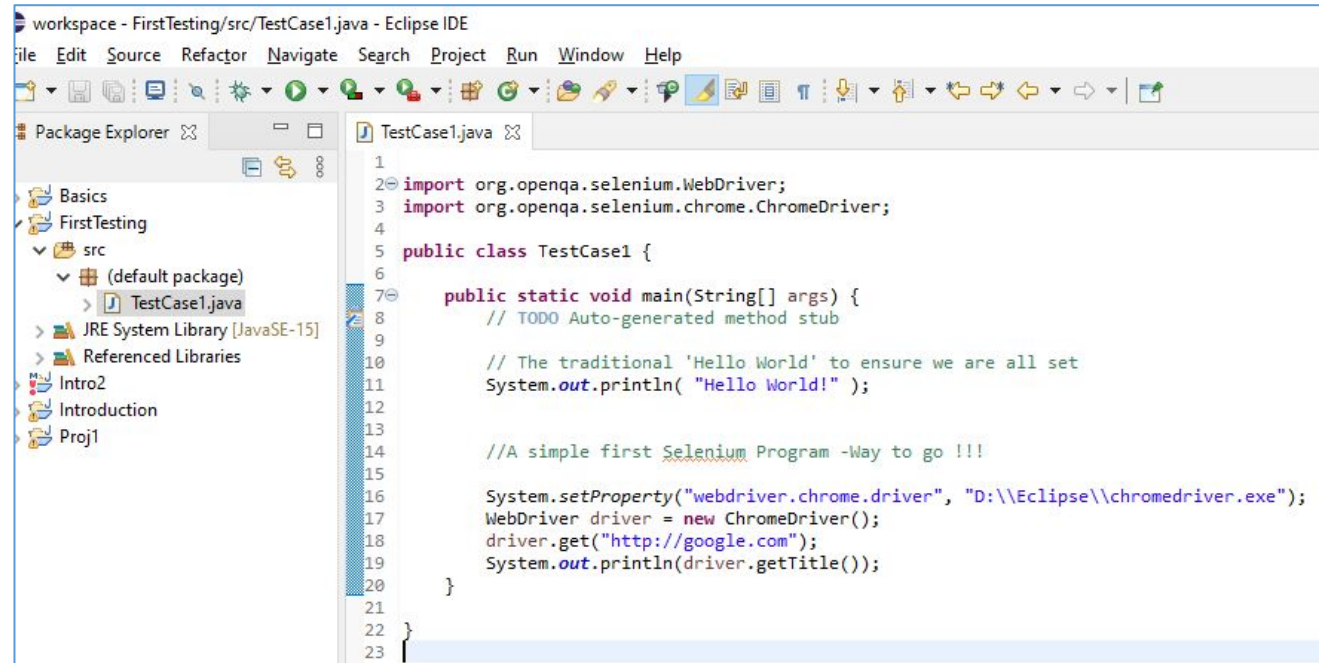 workspace - FirstTesting/src/TestCase1.java - Eclipse IDE
File Edit Source Refactor Navigate Search Project Run Window Help
Package Explorer
TestCase1.java
Basics
FirstTesting
src
(default package)
TestCase1.java
JRE System Library [JavaSE-15]
Referenced Libraries
Intro2
Introduction
Proj1
1
2 import org.openqa.selenium.WebDriver;
3 import org.openqa.selenium.chrome.ChromeDriver;
4
5 public class TestCase1 {
6
7 public static void main(String[] args) {
8 // TODO Auto-generated method stub
9
10 // The traditional 'Hello World' to ensure we are all set
11 System.out.println( "Hello World!" );
12
13
14 //A simple first Selenium Program -Way to go !!!
15
16 System.setProperty("webdriver.chrome.driver", "D:\\Eclipse\\chromedriver.exe");
17 WebDriver driver = new ChromeDriver();
18 driver.get("http://google.com");
19 System.out.println(driver.getTitle());
20 }
21
22 }
23